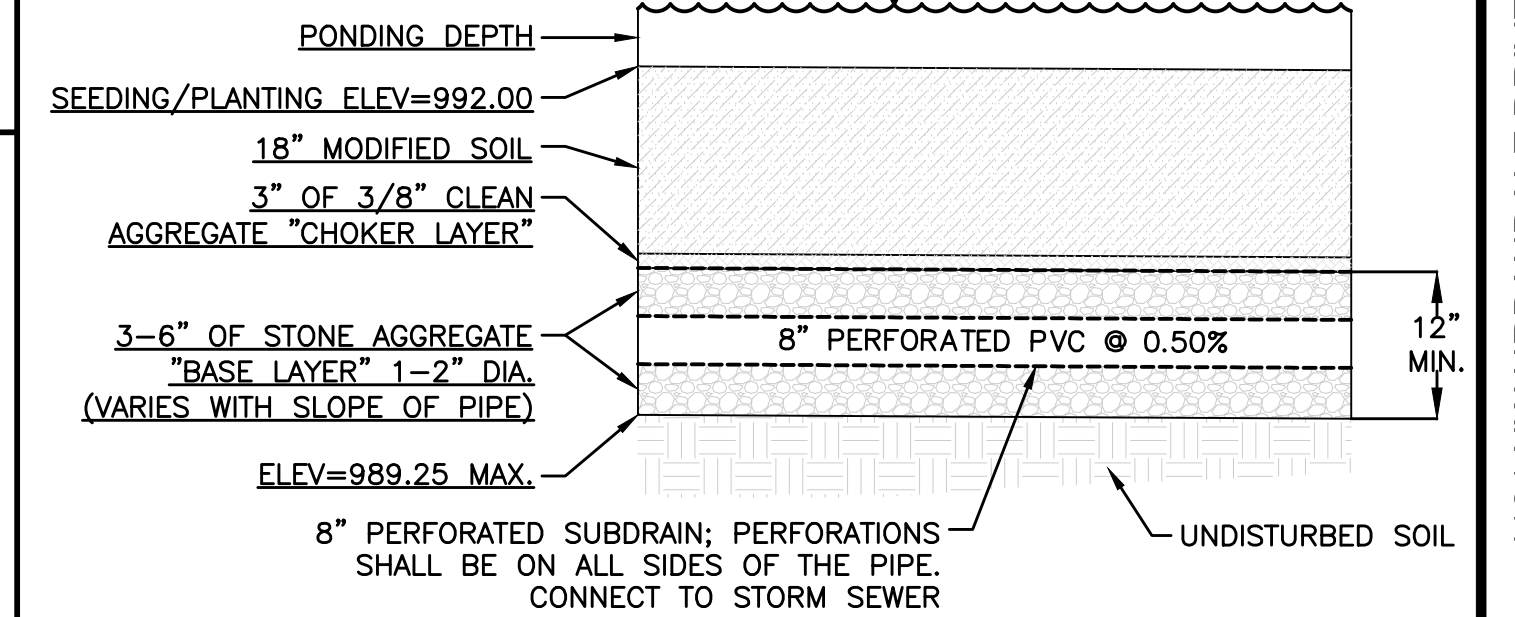 PONDING DEPTH
SEEDING/PLANTING ELEV=992.00
18” MODIFIED SOIL
3” OF 3/8” CLEAN
AGGREGATE ”CHOKER LAYER”
3-6” OF STONE AGGREGATE
”BASE LAYER” 1-2” DIA.
(VARIES WITH SLOPE OF PIPE)
8” PERFORATED PVC @ 0.50%
12”
MIN.
ELEV=989.25 MAX.
8” PERFORATED SUBDRAIN; PERFORATIONS
SHALL BE ON ALL SIDES OF THE PIPE.
CONNECT TO STORM SEWER
UNDISTURBED SOIL